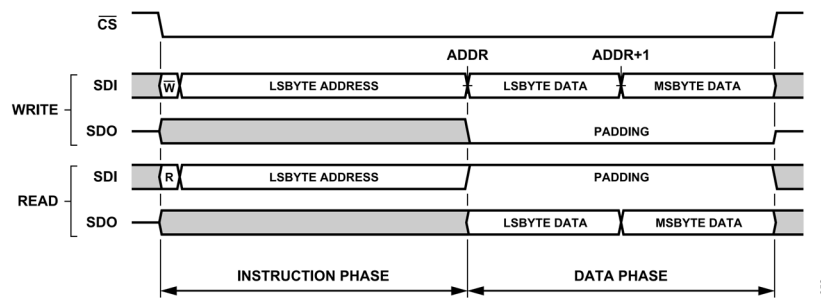 CS
ADDR ADDR+1
SDI W LSBYTE ADDRESS LSBYTE DATA MSBYTE DATA
WRITE
SDO PADDING
SDI R LSBYTE ADDRESS PADDING
READ
SDO LSBYTE DATA MSBYTE DATA
INSTRUCTION PHASE DATA PHASE